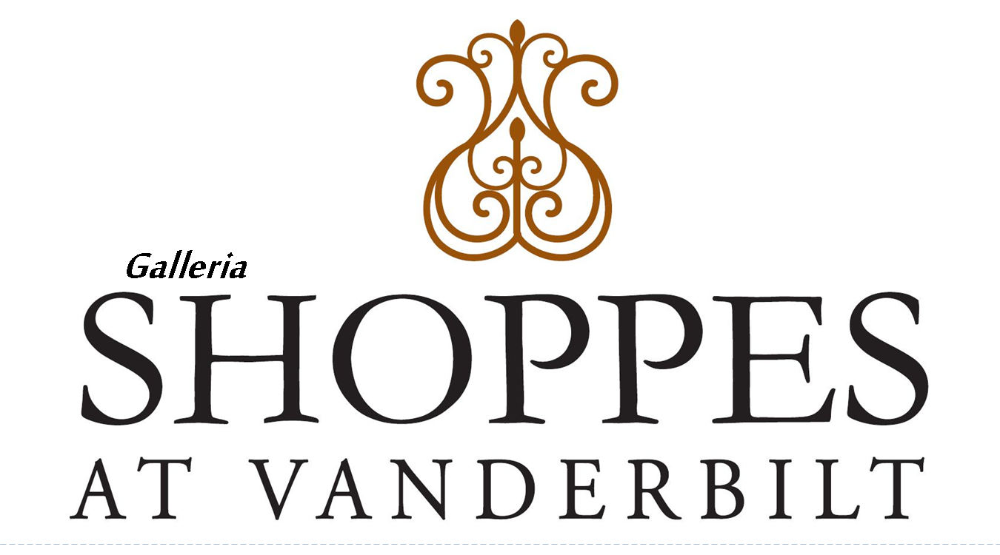 Galleria
SHOPPES
AT VANDERBILT